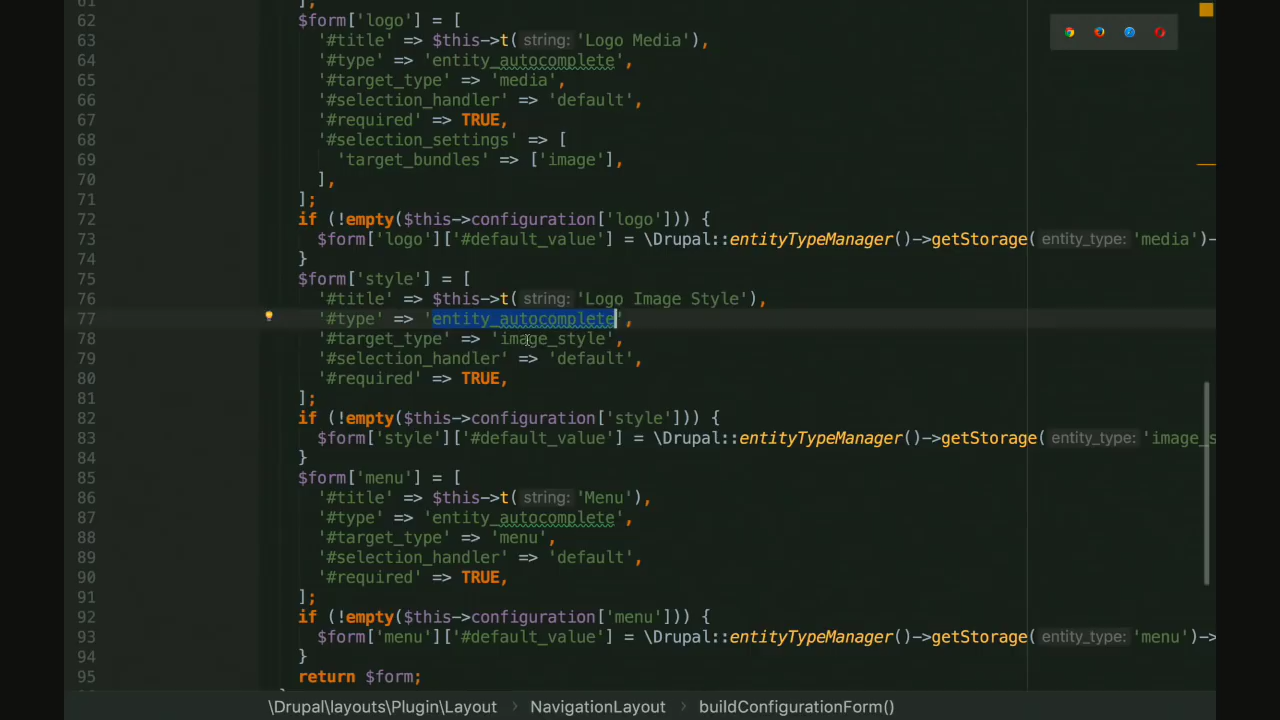 61 ],
62 $form['logo'] = [
63 '#title' => $this->t( string: 'Logo Media'),
64 '#type' => 'entity_autocomplete',
65 '#target_type' => 'media',
66 '#selection_handler' => 'default',
67 '#required' => TRUE,
68 '#selection_settings' => [
69 'target_bundles' => ['image'],
70 ],
71 ];
72 if (!empty($this->configuration['logo'])) {
73 $form['logo']['#default_value'] = \Drupal::entityTypeManager()->getStorage( entity_type: 'media')-
74 }
75 $form['style'] = [
76 '#title' => $this->t( string: 'Logo Image Style'),
77 '#type' => 'entity_autocomplete',
78 '#target_type' => 'image_style',
79 '#selection_handler' => 'default',
80 '#required' => TRUE,
81 ];
82 if (!empty($this->configuration['style'])) {
83 $form['style']['#default_value'] = \Drupal::entityTypeManager()->getStorage( entity_type: 'image_s
84 }
85 $form['menu'] = [
86 '#title' => $this->t( string: 'Menu'),
87 '#type' => 'entity_autocomplete',
88 '#target_type' => 'menu',
89 '#selection_handler' => 'default',
90 '#required' => TRUE,
91 ];
92 if (!empty($this->configuration['menu'])) {
93 $form['menu']['#default_value'] = \Drupal::entityTypeManager()->getStorage( entity_type: 'menu')->
94 }
95 return $form;
\Drupal\layouts\Plugin\Layout › NavigationLayout › buildConfigurationForm()